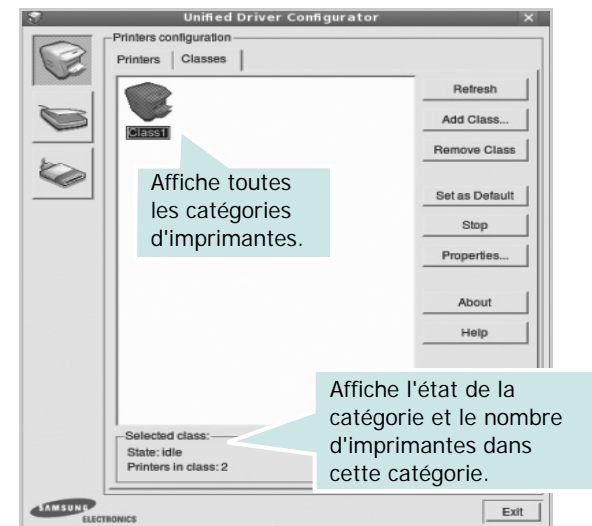 Unified Driver Configurator
Printers configuration
Printers
Classes
Class1
Affiche toutes
les catégories
d'imprimantes.
Refresh
Add Class...
Remove Class
Set as Default
Stop
Properties...
About
Help
Affiche l'état de la
catégorie et le nombre
d'imprimantes dans
cette catégorie.
Selected class:
State: idle
Printers in class: 2
SAMSUNG
ELECTRONICS
Exit